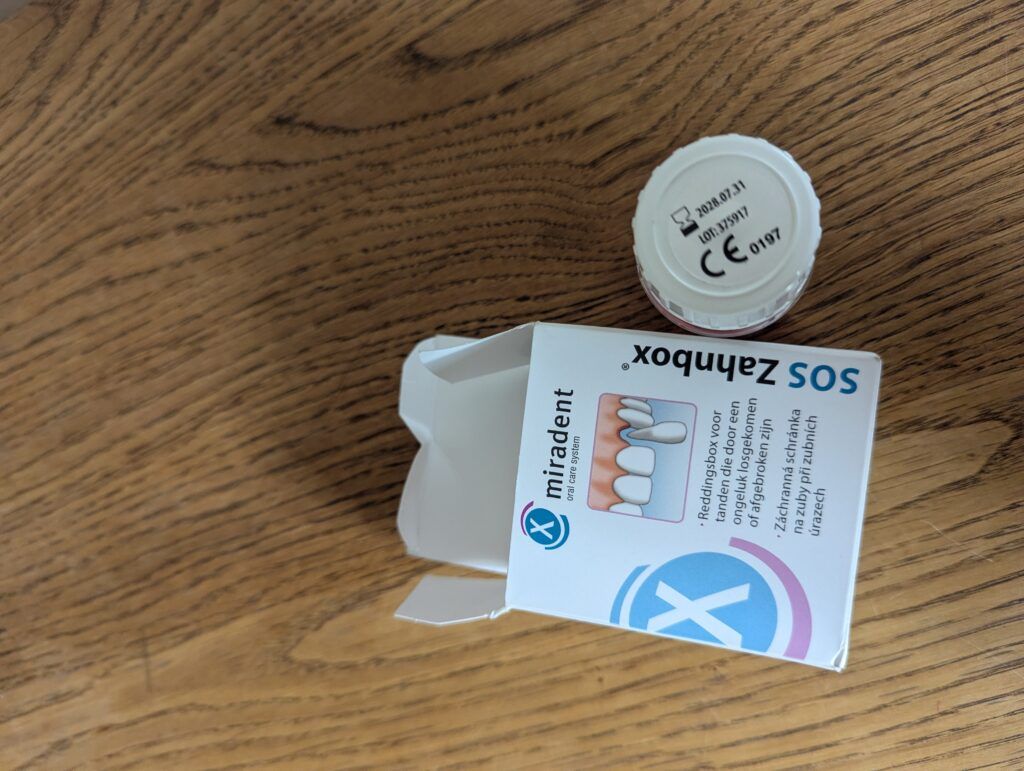 2028.07.31
LOT: 375917
CE 0197
SOS Zahnbox®
miradent
oral care system
· Reddingsbox voor
tanden die door een
ongeluk losgekomen
of afgebroken zijn
· Záchranná schránka
na zuby při zubních
úrazech